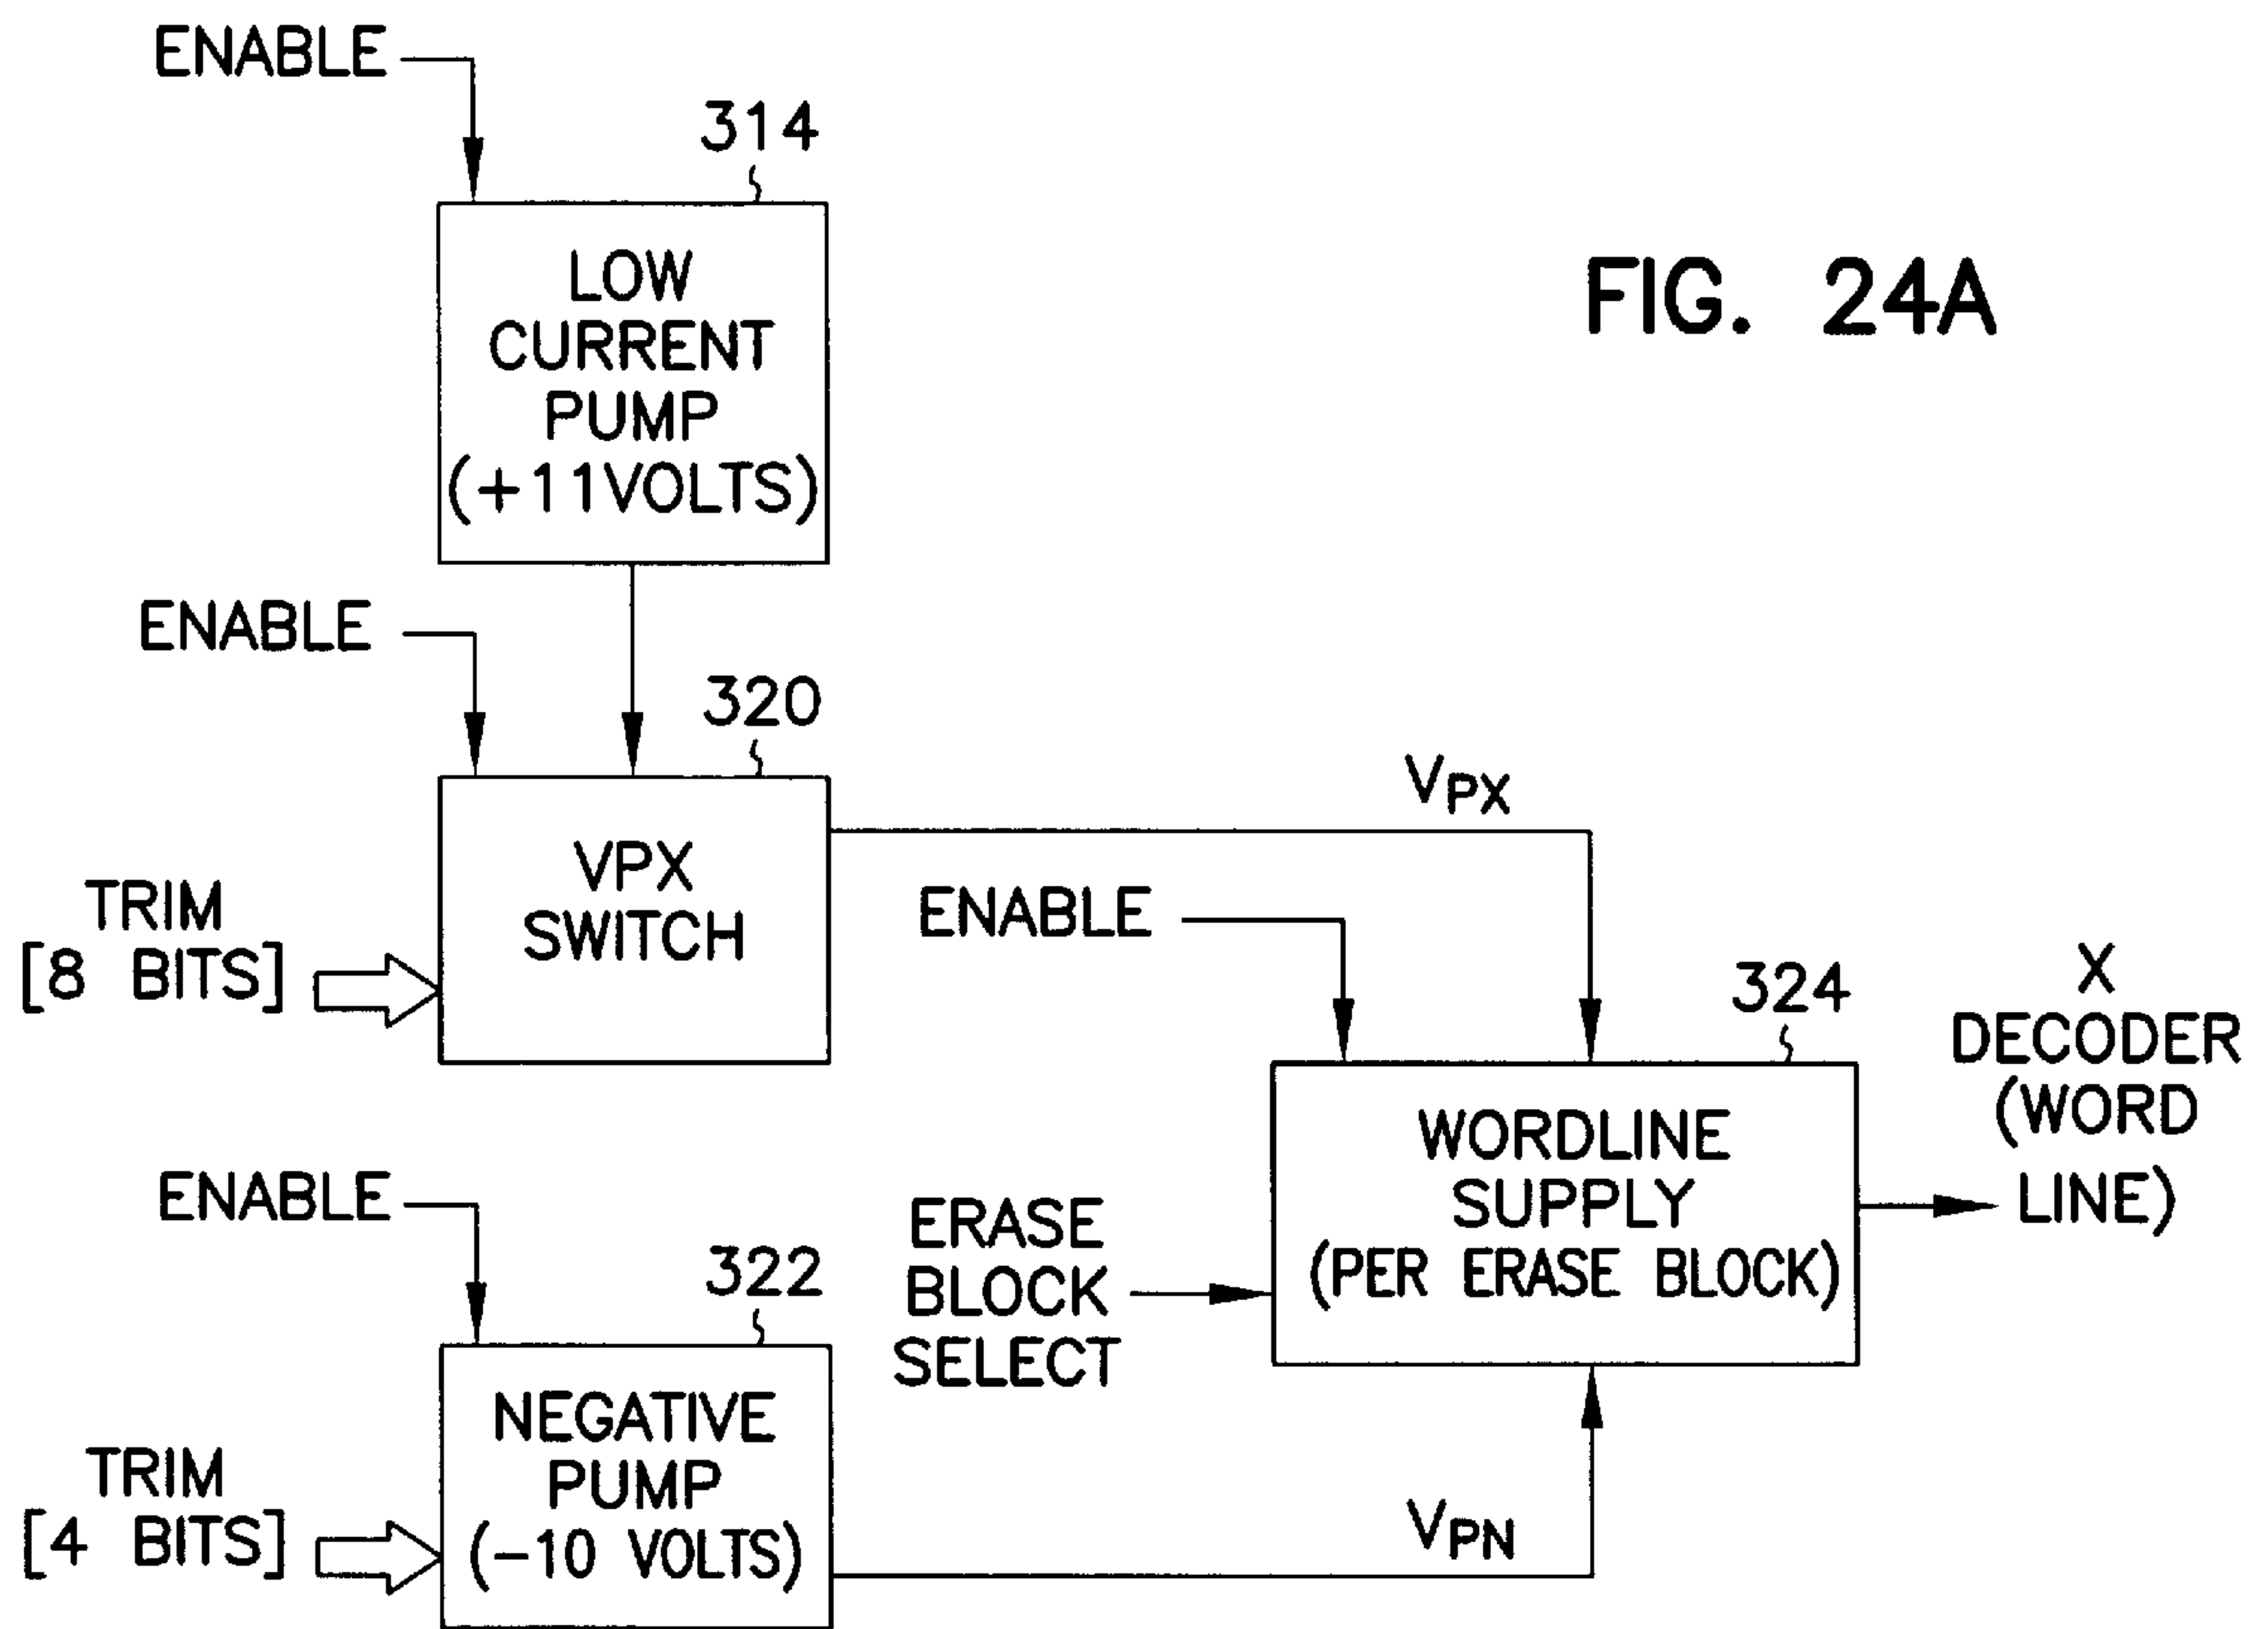 ENABLE
314
LOW
CURRENT
PUMP
(+11VOLTS)
FIG. 24A
ENABLE
320
VPX
SWITCH
TRIM
[8 BITS]
VPX
ENABLE
324
X
DECODER
(WORD
LINE)
WORDLINE
SUPPLY
(PER ERASE BLOCK)
ERASE
BLOCK
SELECT
ENABLE
322
NEGATIVE
PUMP
(-10 VOLTS)
TRIM
[4 BITS]
VPN